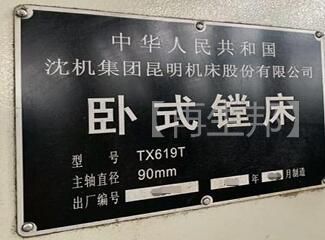 中华人民共和国
沈机集团昆明机床股份有限公司
卧式镗床
型 号 TX619T
主轴直径 90mm
出厂编号 年 月制造